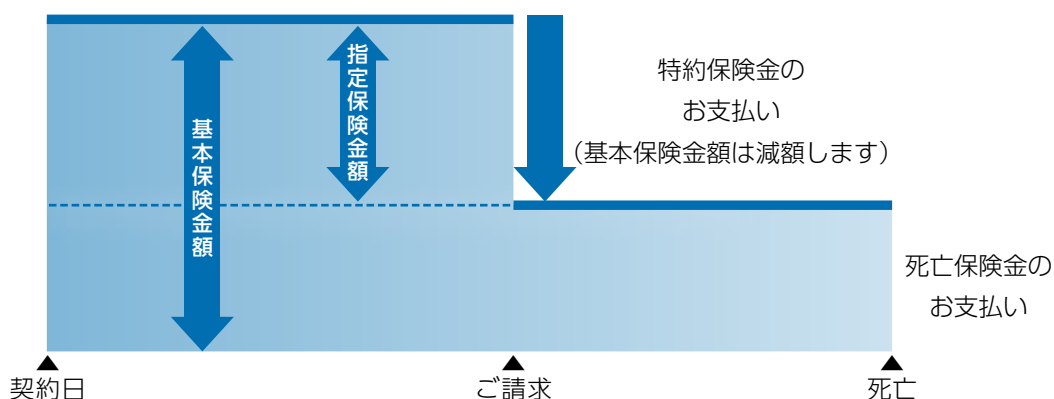 基本保険金額
指定保険金額
特約保険金の
お支払い
（基本保険金額は減額します）
死亡保険金の
お支払い
契約日
ご請求
死亡